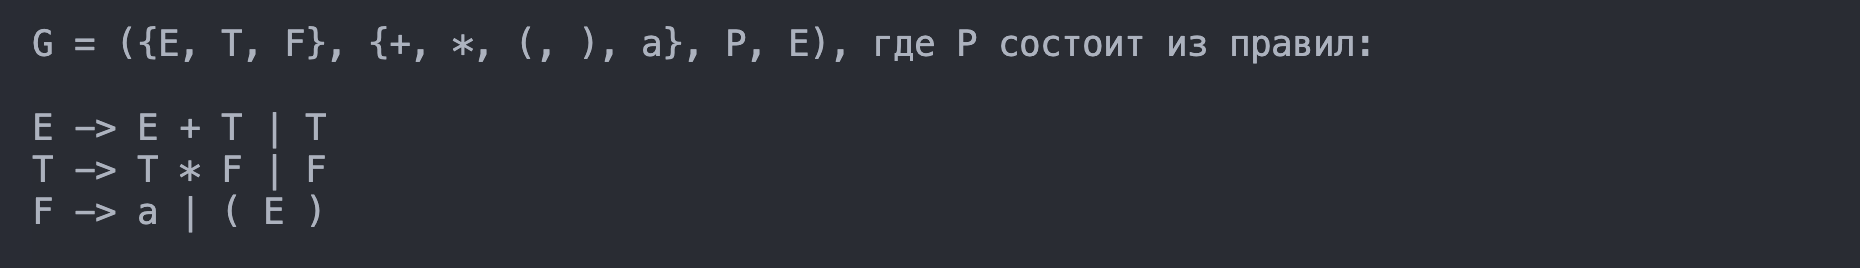 G = ({E, T, F}, {+, *, (, ), a}, P, E), где P состоит из правил:
E -> E + T | T
T -> T * F | F
F -> a | ( E )